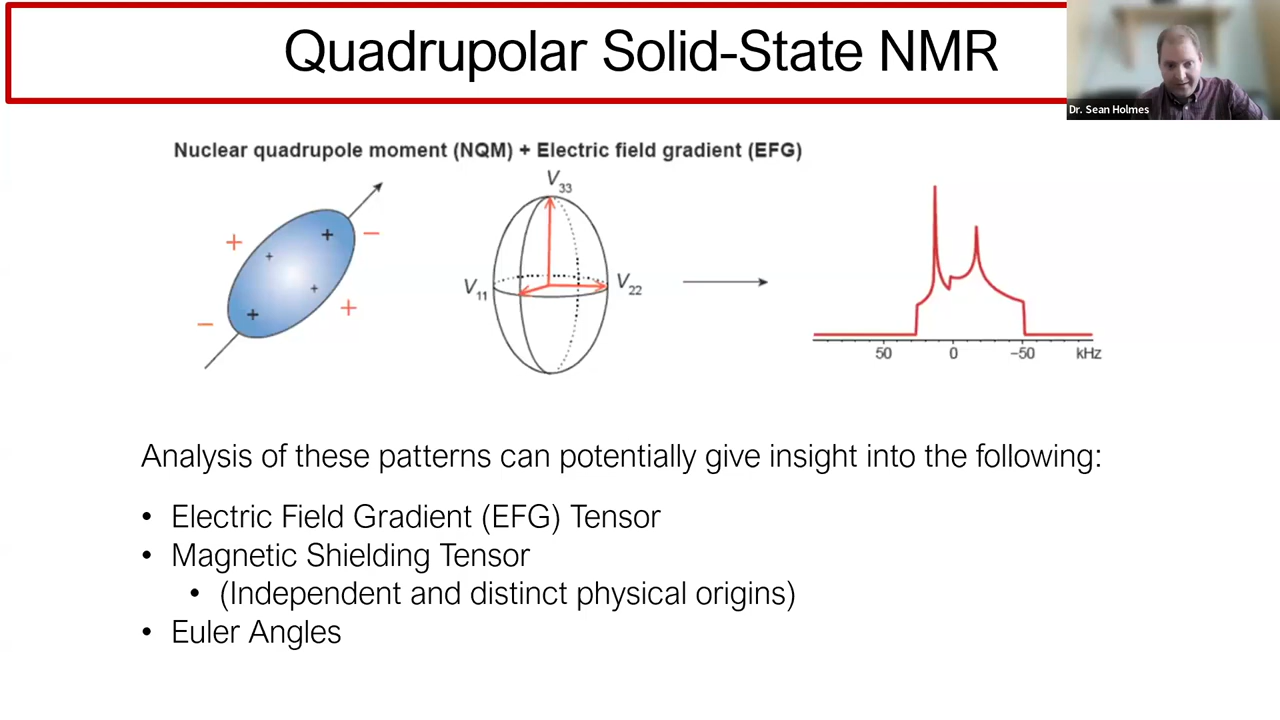 Quadrupolar Solid-State NMR
Dr. Sean Holmes
Nuclear quadrupole moment (NQM) + Electric field gradient (EFG)
V33
V11
V22
+ + − + + + − +
50 0 −50 kHz
Analysis of these patterns can potentially give insight into the following:
• Electric Field Gradient (EFG) Tensor
• Magnetic Shielding Tensor
• (Independent and distinct physical origins)
• Euler Angles